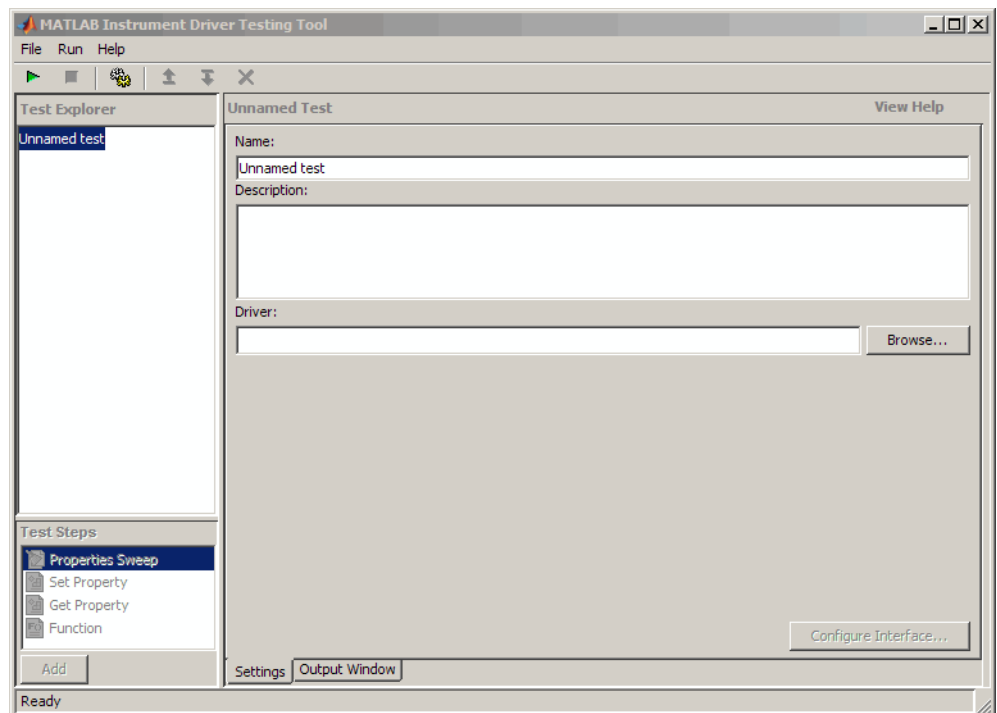 MATLAB Instrument Driver Testing Tool
File Run Help
Test Explorer
Unnamed test
Unnamed Test
View Help
Name:
Unnamed test
Description:
Driver:
Browse...
Test Steps
Properties Sweep
Set Property
Get Property
Function
Configure Interface...
Add
Settings
Output Window
Ready